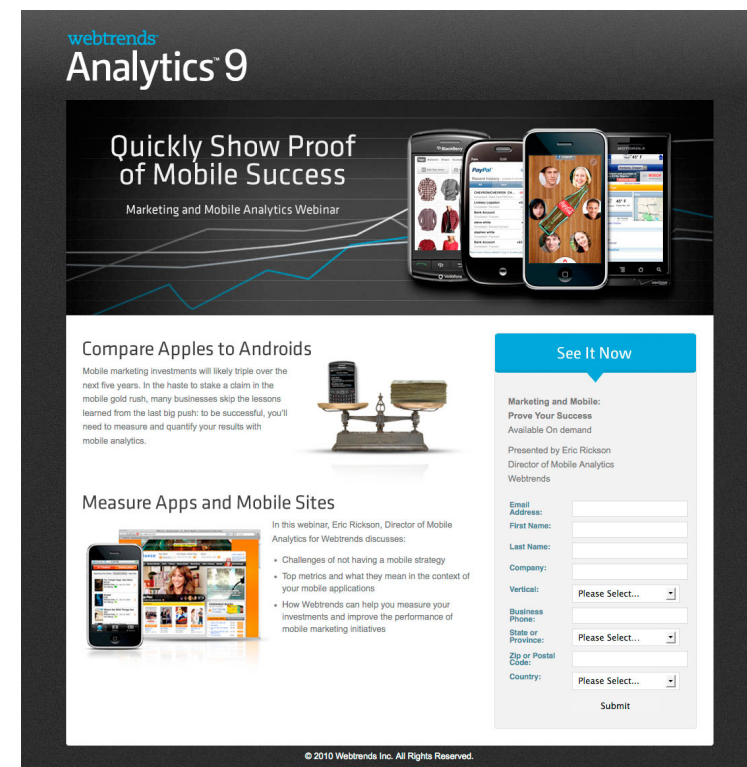 webtrends
Analytics™ 9
Quickly Show Proof
of Mobile Success
Marketing and Mobile Analytics Webinar
BlackBerry
PayPal
MOTOROLA
vodafone
verizon
Compare Apples to Androids
Mobile marketing investments will likely triple over the
next five years. In the haste to stake a claim in the
mobile gold rush, many businesses skip the lessons
learned from the last big push: to be successful, you'll
need to measure and quantify your results with
mobile analytics.
Measure Apps and Mobile Sites
In this webinar, Eric Rickson, Director of Mobile
Analytics for Webtrends discusses:
• Challenges of not having a mobile strategy
• Top metrics and what they mean in the context of
your mobile applications
• How Webtrends can help you measure your
investments and improve the performance of
mobile marketing initiatives
See It Now
Marketing and Mobile:
Prove Your Success
Available On demand
Presented by Eric Rickson
Director of Mobile Analytics
Webtrends
Email
Address:
First Name:
Last Name:
Company:
Vertical:
Please Select...
Business
Phone:
State or
Province:
Please Select...
Zip or Postal
Code:
Country:
Please Select...
Submit
© 2010 Webtrends Inc. All Rights Reserved.